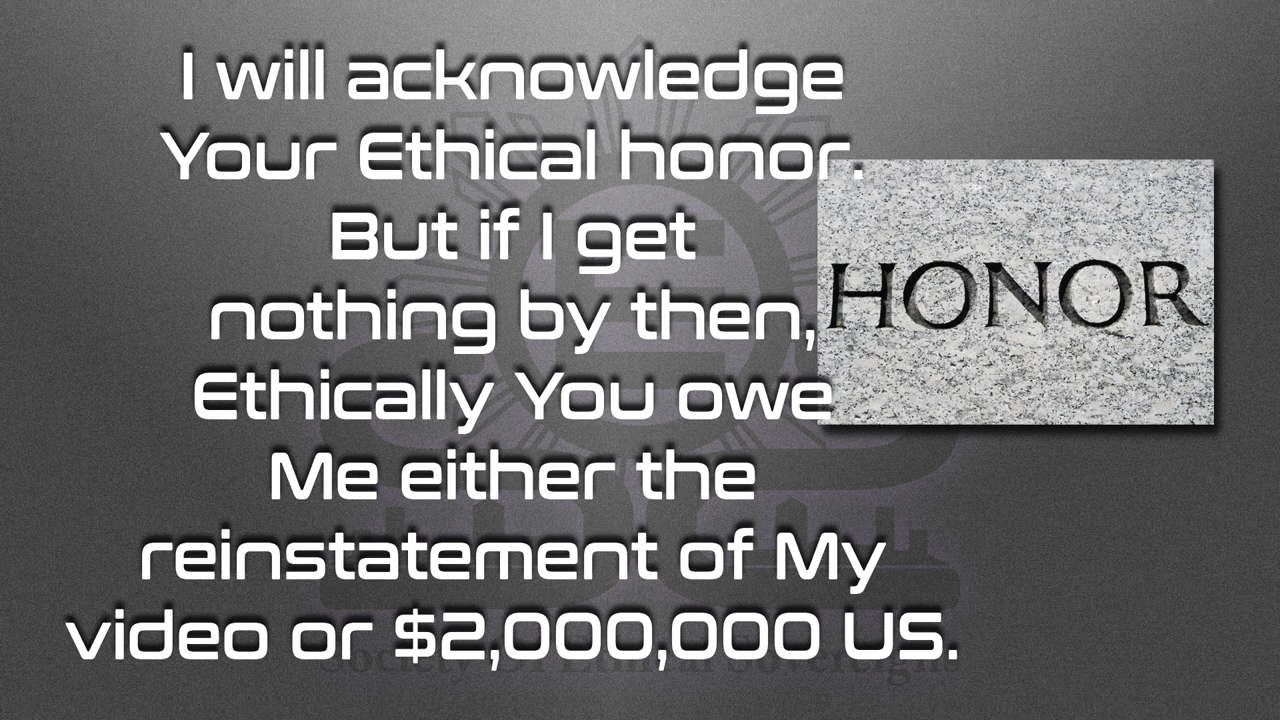 I will acknowledge
Your Ethical honor.
But if I get
nothing by then,
Ethically You owe
Me either the
reinstatement of My
video or $2,000,000 US.
HONOR